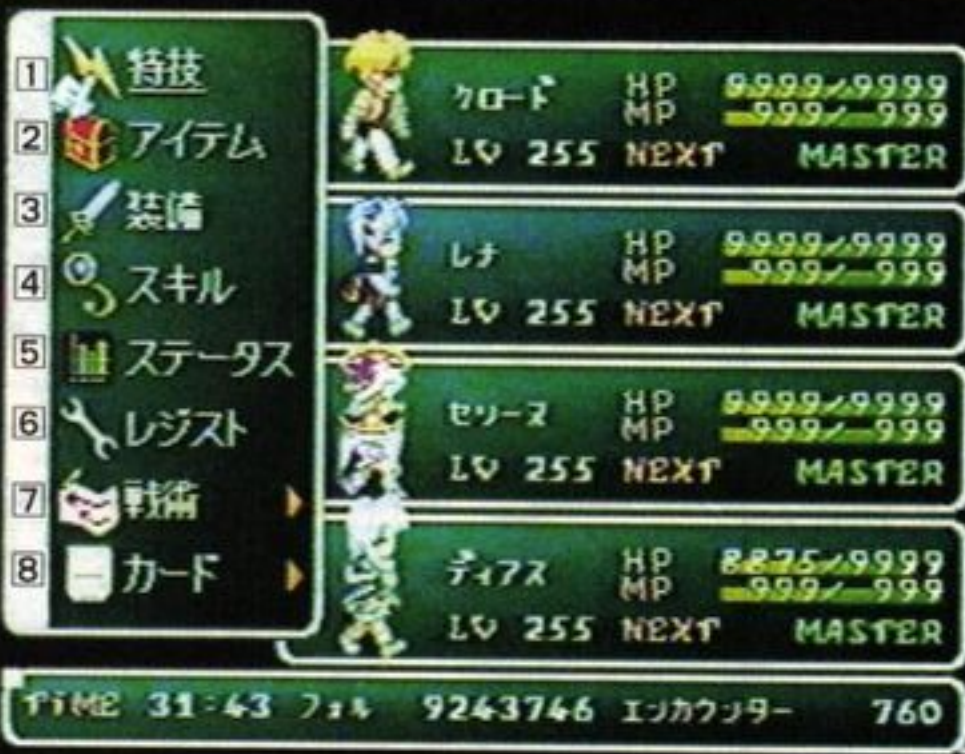 1 特技
2 アイテム
3 装備
4 スキル
5 ステータス
6 レジスト
7 戦術
8 カード
クロード HP 9999/9999
MP 999/ 999
LV 255 NEXT MASTER
レナ HP 9999/9999
MP 999/ 999
LV 255 NEXT MASTER
セリーヌ HP 9999/9999
MP 999/ 999
LV 255 NEXT MASTER
ディアス HP 8875/9999
MP 999/ 999
LV 255 NEXT MASTER
TIME 31:43 フォル 9243746 エンカウンター 760